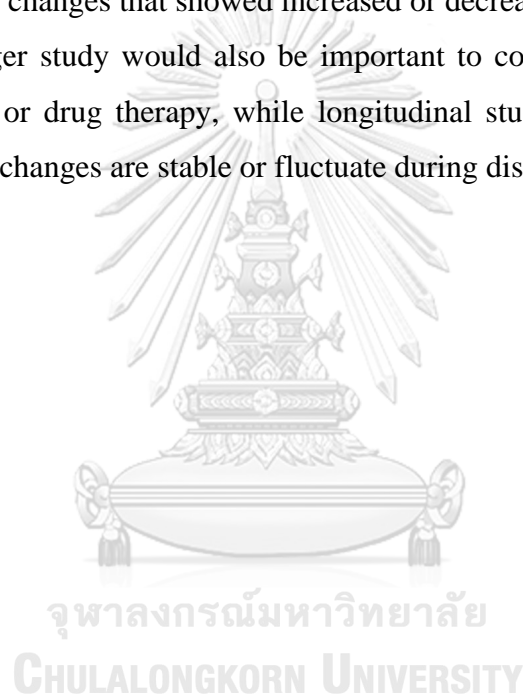 changes that showed increased or decrea
ger study would also be important to co
or drug therapy, while longitudinal stu
changes are stable or fluctuate during dis
จุฬาลงกรณ์มหาวิทยาลัย
CHULALONGKORN UNIVERSITY